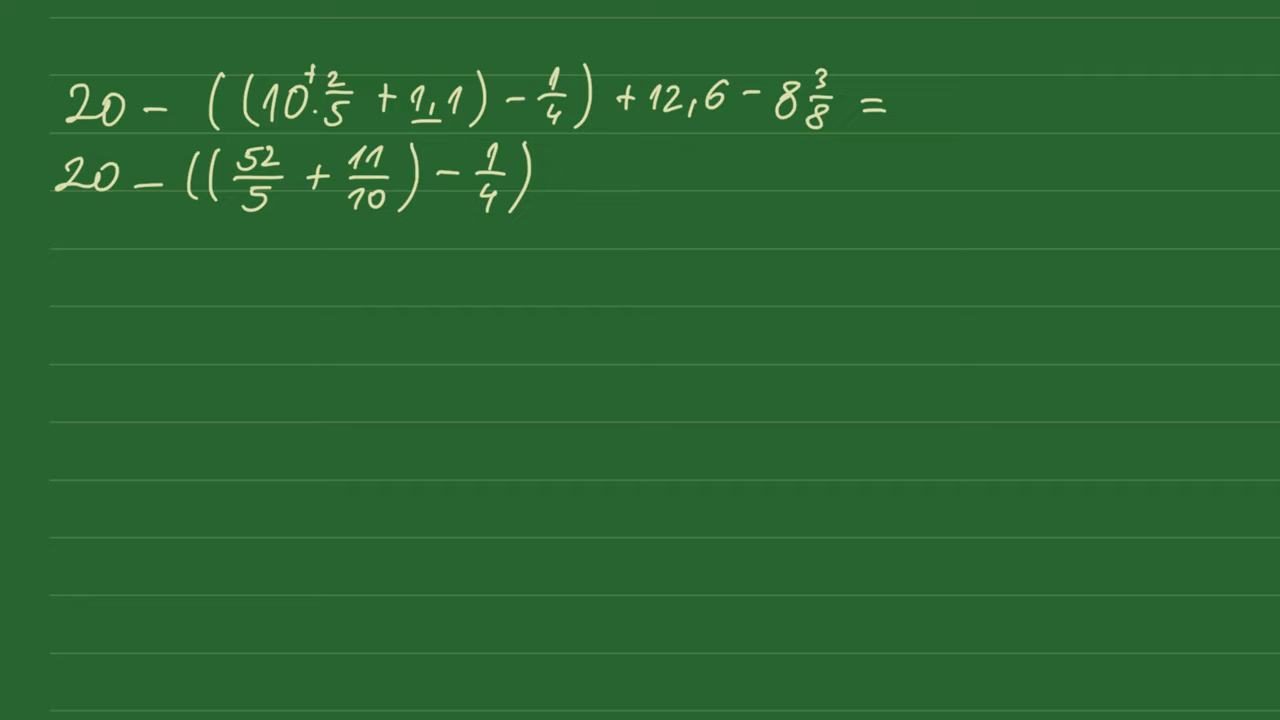 20 - ((10 2/5 + 1,1) - 1/4) + 12,6 - 8 3/8 =
20 - ((52/5 + 11/10) - 1/4)